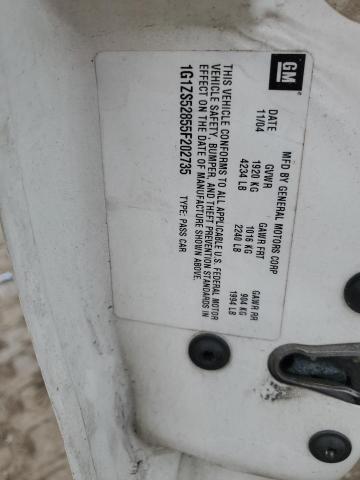 GM
MFD BY GENERAL MOTORS CORP
DATE GVWR GAWR FRT GAWR RR
11/04 1920 KG 1016 KG 904 KG
4234 LB 2240 LB 1994 LB
THIS VEHICLE CONFORMS TO ALL APPLICABLE U.S. FEDERAL MOTOR
VEHICLE SAFETY, BUMPER, AND THEFT PREVENTION STANDARDS IN
EFFECT ON THE DATE OF MANUFACTURE SHOWN ABOVE.
1G1ZS52855F202735 TYPE: PASS CAR